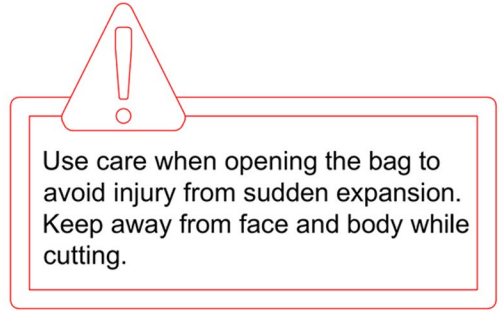 Use care when opening the bag to
avoid injury from sudden expansion.
Keep away from face and body while
cutting.